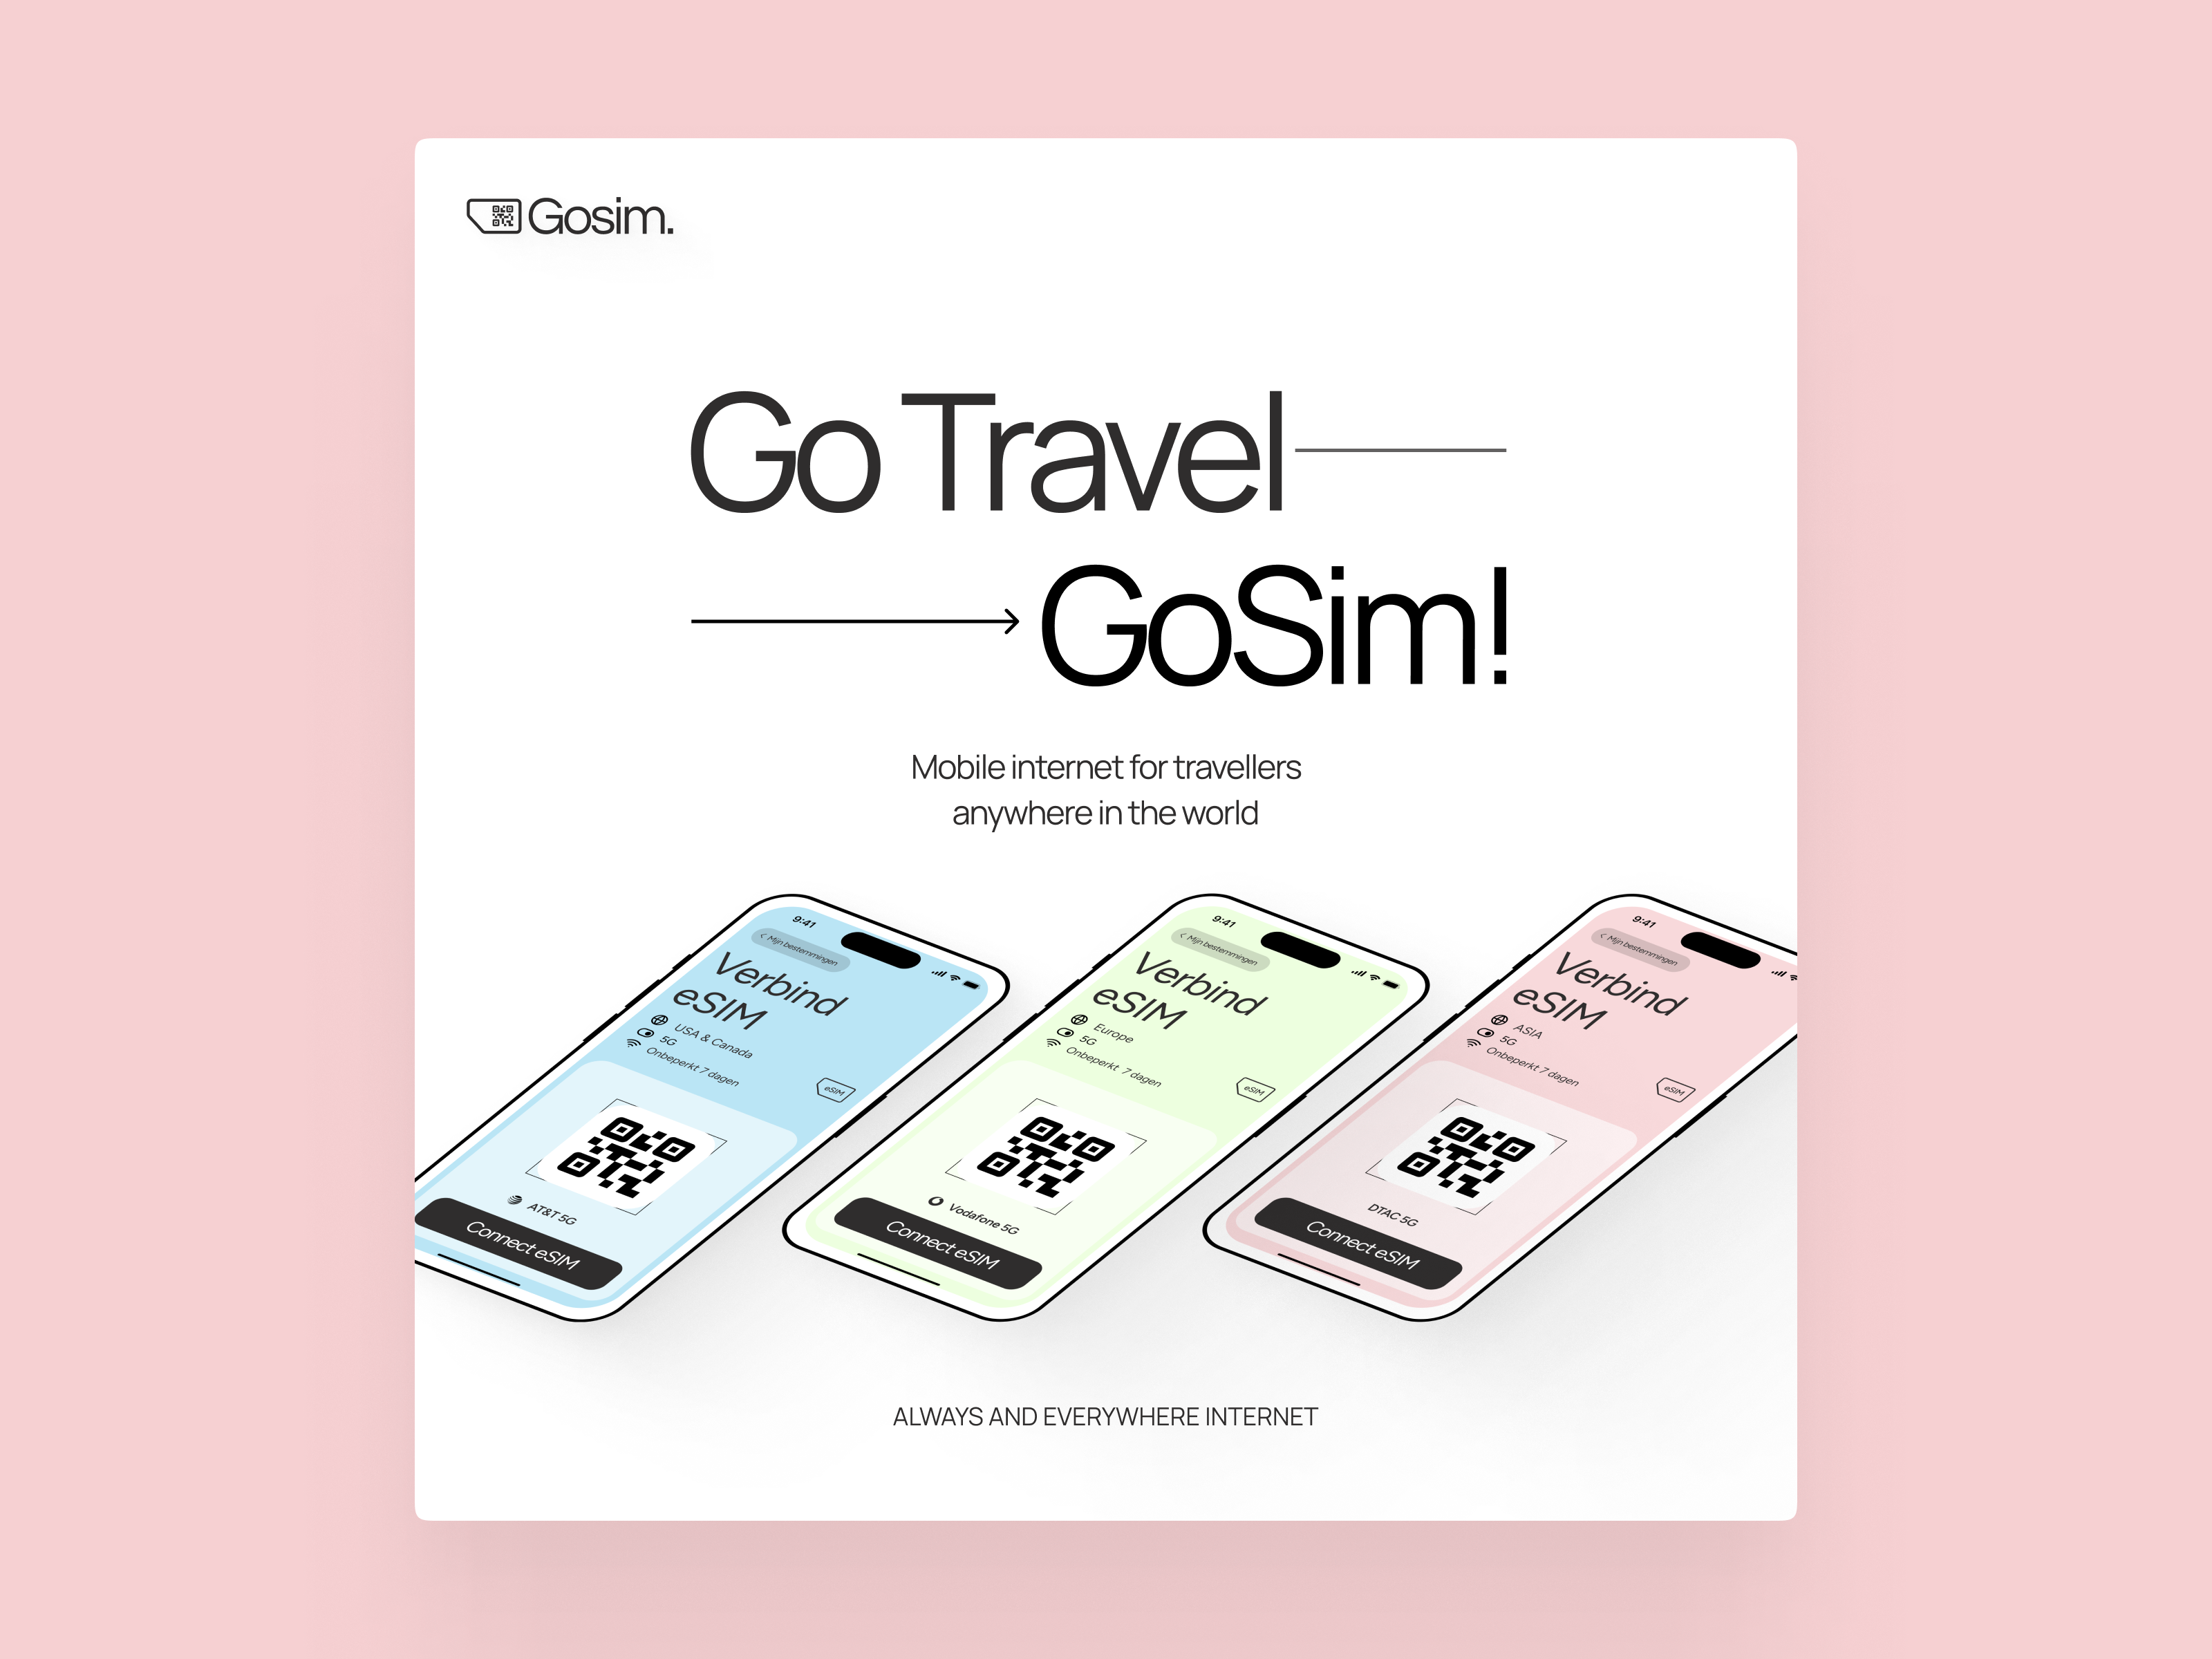 Gosim.
Go Travel
GoSim!
Mobile internet for travellers
anywhere in the world
9:41
< Mijn bestemmingen
Verbind
eSIM
USA & Canada
5G
Onbeperkt 7 dagen
eSIM
AT&T 5G
Connect eSIM
9:41
< Mijn bestemmingen
Verbind
eSIM
Europe
5G
Onbeperkt 7 dagen
eSIM
Vodafone 5G
Connect eSIM
9:41
< Mijn bestemmingen
Verbind
eSIM
ASIA
5G
Onbeperkt 7 dagen
eSIM
DTAC 5G
Connect eSIM
ALWAYS AND EVERYWHERE INTERNET